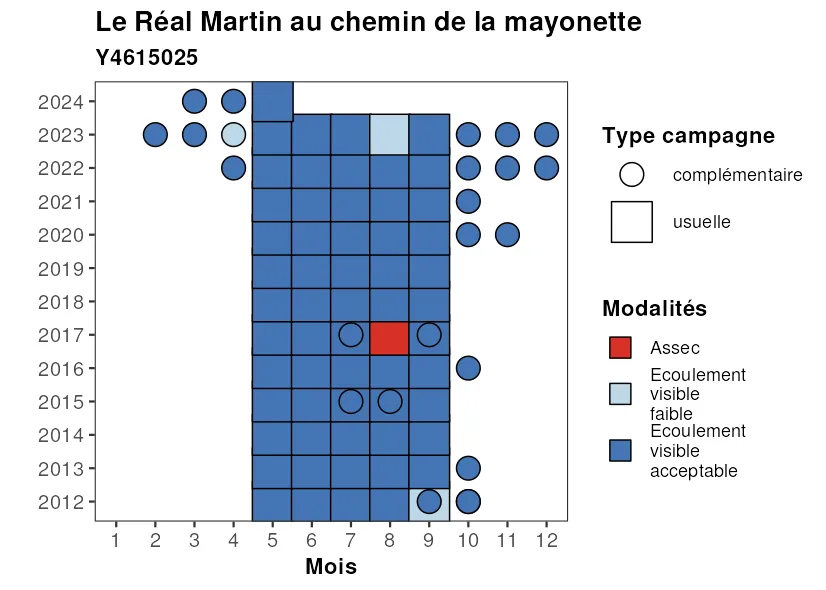 Le Réal Martin au chemin de la mayonette
Y4615025
2024
2023
2022
2021
2020
2019
2018
2017
2016
2015
2014
2013
2012
1 2 3 4 5 6 7 8 9 10 11 12
Mois
Type campagne
complémentaire
usuelle
Modalités
Assec
Ecoulement
visible
faible
Ecoulement
visible
acceptable